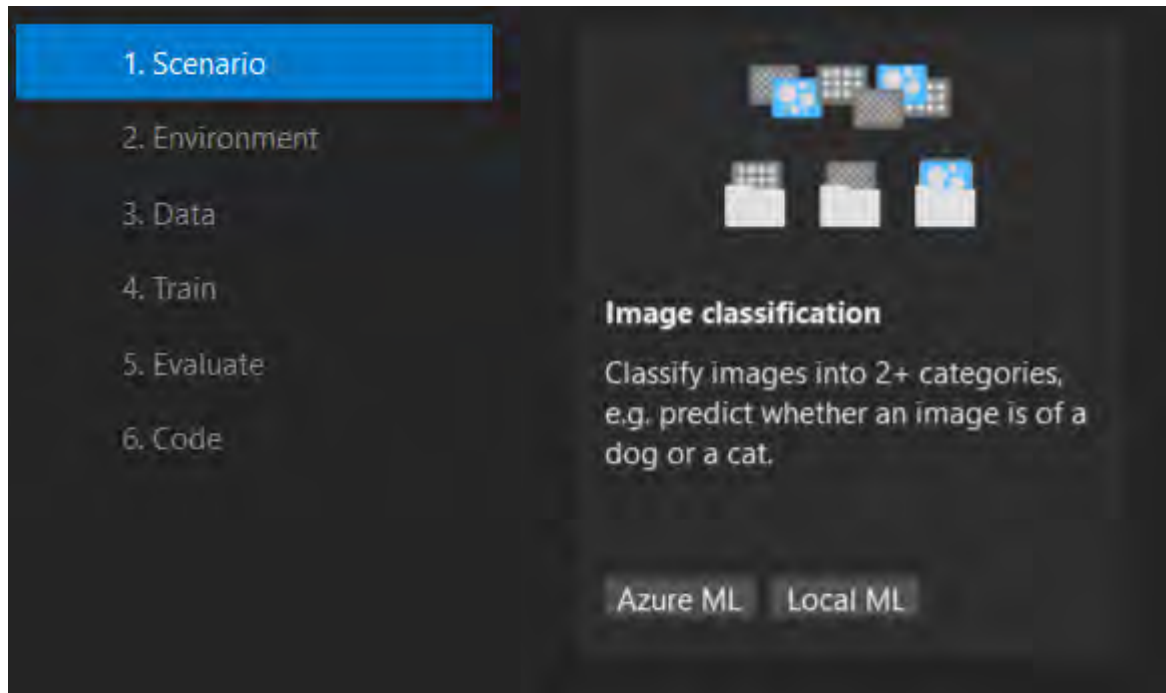 1. Scenario
2. Environment
3. Data
4. Train
5. Evaluate
6. Code
Image classification
Classify images into 2+ categories,
e.g. predict whether an image is of a
dog or a cat.
Azure ML
Local ML